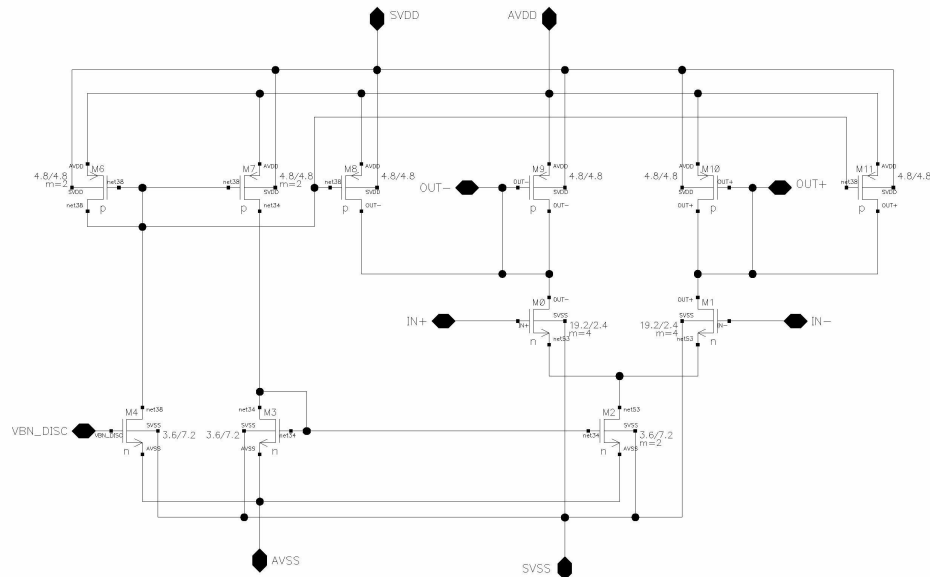 SVDD
AVDD
AVDD M6
4.8/4.8
m=2
net38
SVDD
net38
p
M7 AVDD
4.8/4.8
m=2
net38
SVDD
net34
p
AVDD
M8
4.8/4.8
net38
SVDD
OUT-
p
AVDD
M9
4.8/4.8
OUT-
OUT-
SVDD
OUT-
p
AVDD
M10
4.8/4.8
SVDD
OUT+
OUT+
OUT+
p
M11 AVDD
4.8/4.8
net38
SVDD
OUT+
p
IN+
M0 OUT-
IN+
SVSS
19.2/2.4
m=4
net53
n
OUT+ M1
SVSS
19.2/2.4
m=4
IN-
net53
n
IN-
VBN_DISC
M4 net38
VBN_DISC
SVSS
3.6/7.2
AVSS
n
net34 M3
SVSS
3.6/7.2
net34
AVSS
n
M2 net53
net34
SVSS
3.6/7.2
m=2
AVSS
n
AVSS
SVSS